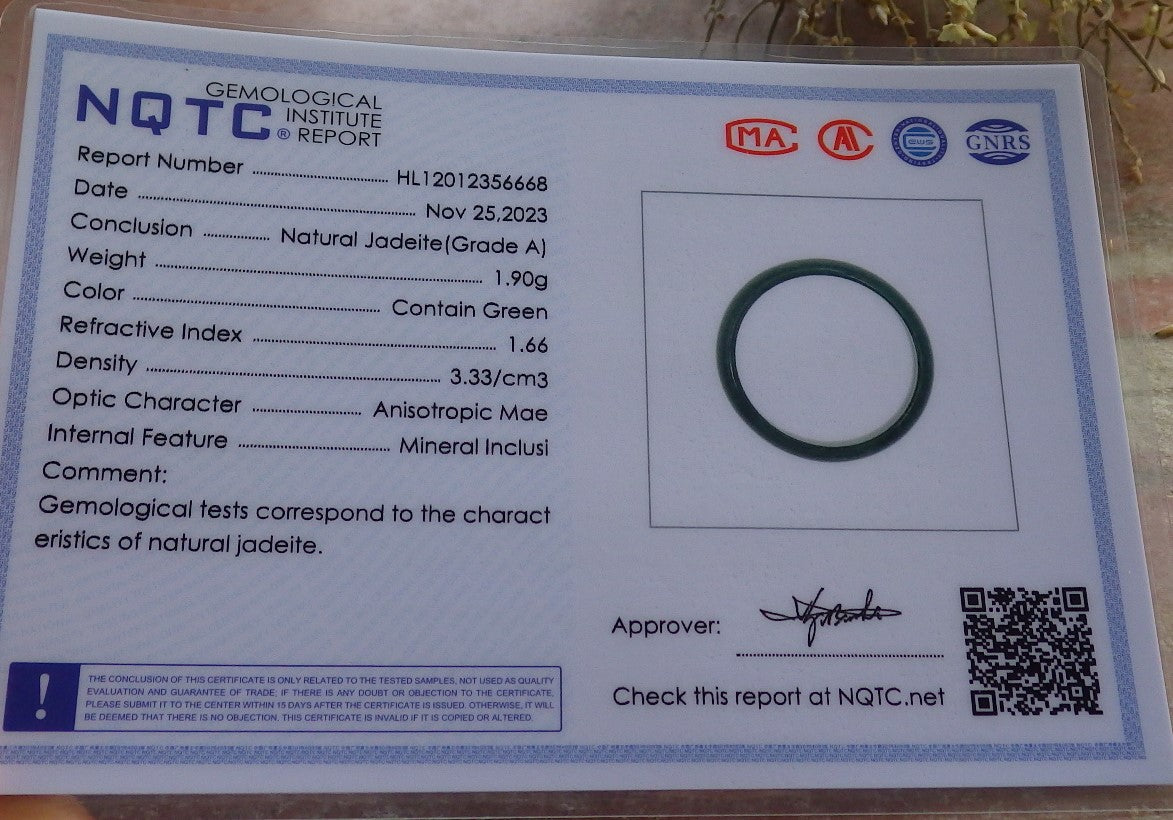 NQTC® GEMOLOGICAL
INSTITUTE
REPORT
Report Number ........ HL12012356668
Date ........ Nov 25,2023
Conclusion ........ Natural Jadeite(Grade A)
Weight ........ 1.90g
Color ........ Contain Green
Refractive Index ........ 1.66
Density ........ 3.33/cm3
Optic Character ........ Anisotropic Mae
Internal Feature ........ Mineral Inclusi
Comment:
Gemological tests correspond to the charact
eristics of natural jadeite.
! THE CONCLUSION OF THIS CERTIFICATE IS ONLY RELATED TO THE TESTED SAMPLES, NOT USED AS QUALITY
EVALUATION AND GUARANTEE OF TRADE; IF THERE IS ANY DOUBT OR OBJECTION TO THE CERTIFICATE,
PLEASE SUBMIT IT TO THE CENTER WITHIN 15 DAYS AFTER THE CERTIFICATE IS ISSUED. OTHERWISE, IT WILL
BE DEEMED THAT THERE IS NO OBJECTION. THIS CERTIFICATE IS INVALID IF IT IS COPIED OR ALTERED.
MA AL GWS GNRS
Approver:
Check this report at NQTC.net